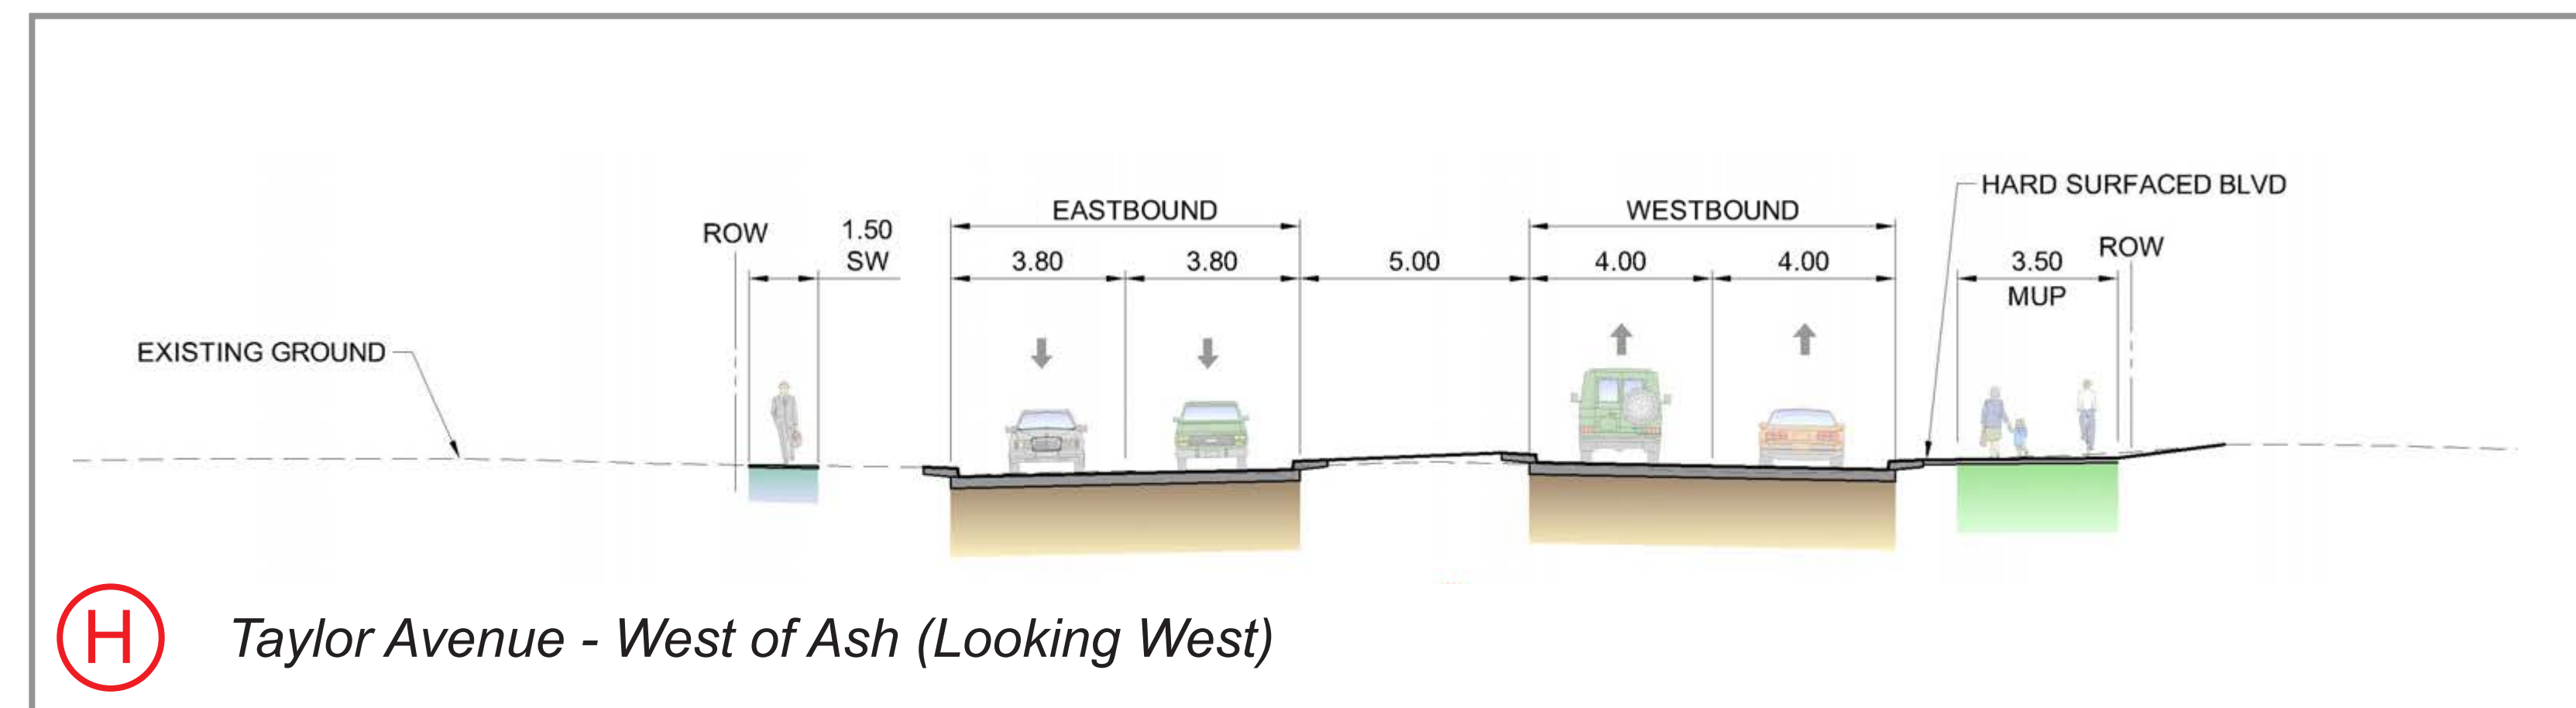 HARD SURFACED BLVD
EASTBOUND
WESTBOUND
ROW
1.50
SW
ROW
3.80
3.80
5.00
4.00
4.00
3.50
MUP
EXISTING GROUND
H
Taylor Avenue - West of Ash (Looking West)